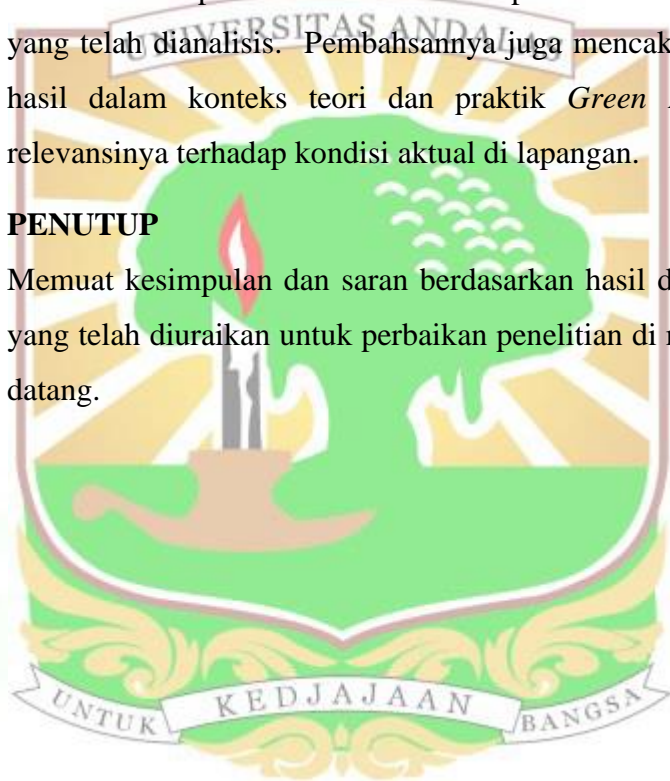 UNIVERSITAS ANDALAS
yang telah dianalisis. Pembahsannya juga mencak
hasil dalam konteks teori dan praktik Green
relevansinya terhadap kondisi aktual di lapangan.
PENUTUP
Memuat kesimpulan dan saran berdasarkan hasil d
yang telah diuraikan untuk perbaikan penelitian di
datang.
UNTUK KEDJAJAAN BANGSA